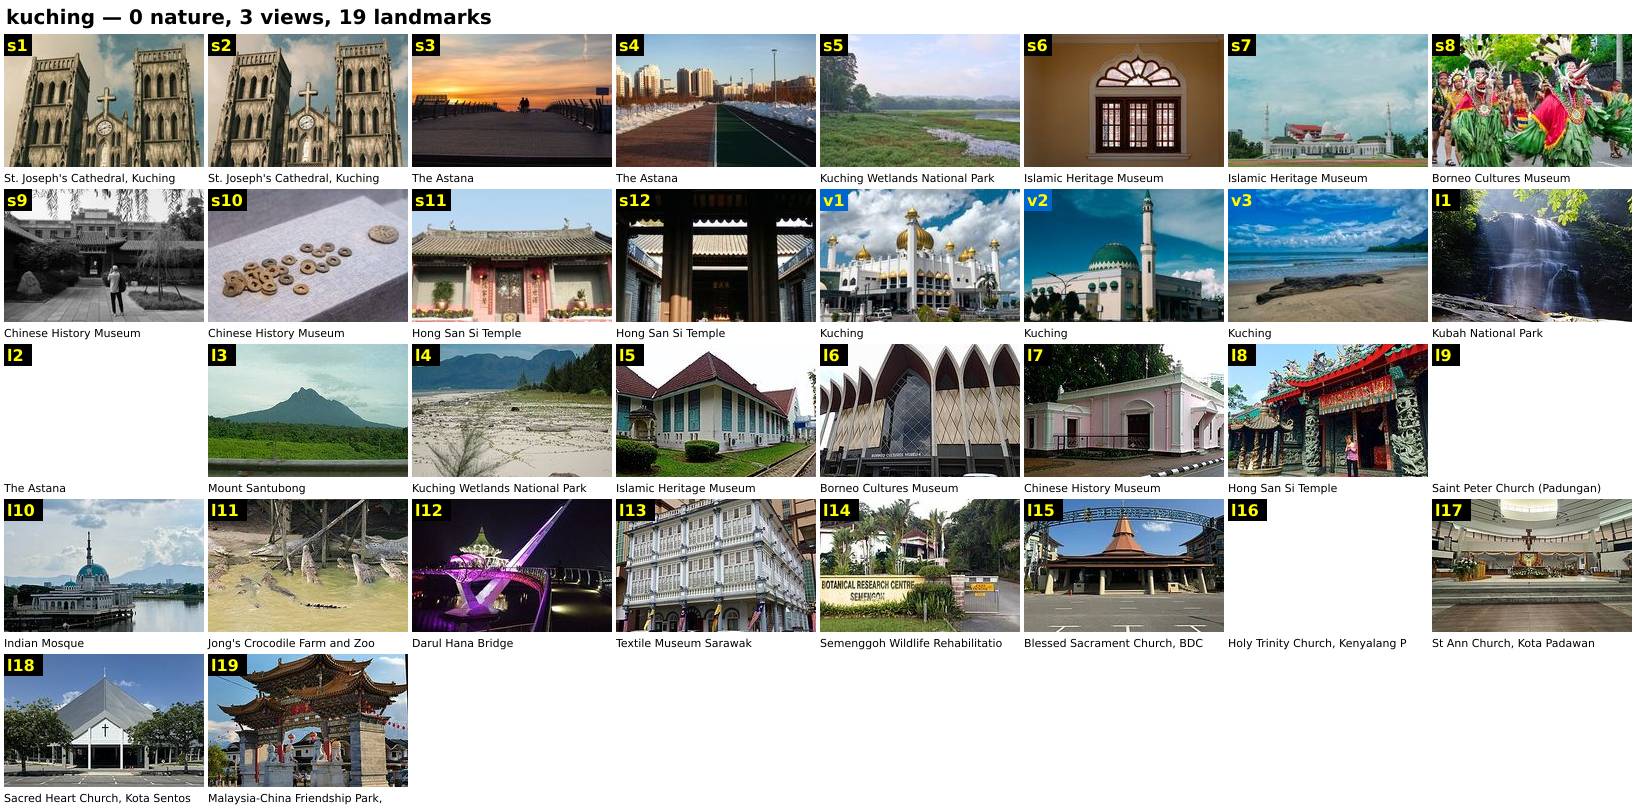 kuching — 0 nature, 3 views, 19 landmarks
s1
s2
s3
s4
s5
s6
s7
s8
St. Joseph's Cathedral, Kuching
St. Joseph's Cathedral, Kuching
The Astana
The Astana
Kuching Wetlands National Park
Islamic Heritage Museum
Islamic Heritage Museum
Borneo Cultures Museum
s9
s10
s11
s12
v1
v2
v3
l1
Chinese History Museum
Chinese History Museum
Hong San Si Temple
Hong San Si Temple
Kuching
Kuching
Kuching
Kubah National Park
l2
l3
l4
l5
l6
l7
l8
l9
BORNEO CULTURES MUSEUM
The Astana
Mount Santubong
Kuching Wetlands National Park
Islamic Heritage Museum
Borneo Cultures Museum
Chinese History Museum
Hong San Si Temple
Saint Peter Church (Padungan)
l10
l11
l12
l13
l14
l15
l16
l17
BOTANICAL RESEARCH CENTRE
SEMENGOH
Indian Mosque
Jong's Crocodile Farm and Zoo
Darul Hana Bridge
Textile Museum Sarawak
Semenggoh Wildlife Rehabilitatio
Blessed Sacrament Church, BDC
Holy Trinity Church, Kenyalang P
St Ann Church, Kota Padawan
l18
l19
Sacred Heart Church, Kota Sentos
Malaysia-China Friendship Park,